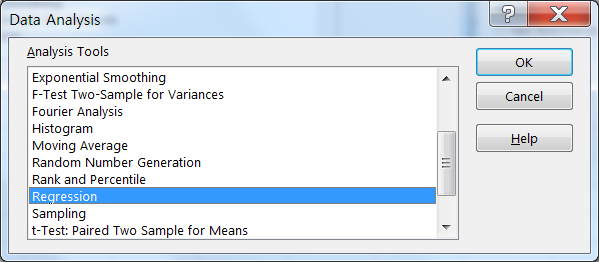 Data Analysis
Analysis Tools
Exponential Smoothing
F-Test Two-Sample for Variances
Fourier Analysis
Histogram
Moving Average
Random Number Generation
Rank and Percentile
Regression
Sampling
t-Test: Paired Two Sample for Means
OK
Cancel
Help